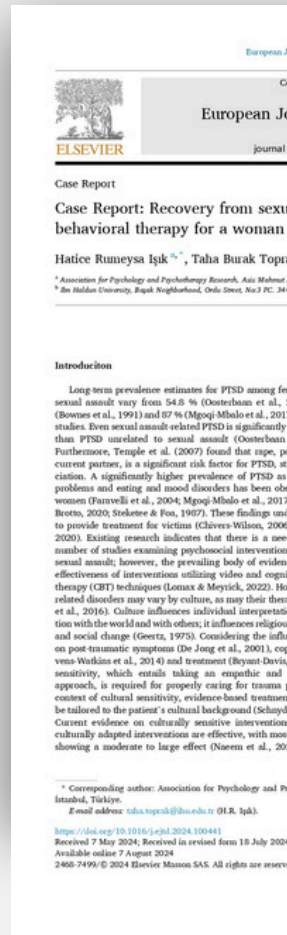 European J
C
European Jo
journal
ELSEVIER
Case Report
Case Report: Recovery from sexu
behavioral therapy for a woman
Hatice Rumeysa Işık a,*, Taha Burak Topra
a Association for Psychology and Psychotherapy Research, Aziz Mahmut
b Ibn Haldun University, Başak Neighborhood, Ordu Street, No:3 PC. 34
Introduciton
Long-term prevalence estimates for PTSD among fe
sexual assault vary from 54.8 % (Oosterbaan et al.,
(Bownes et al., 1991) and 87 % (Mgoqi-Mbalo et al., 201
studies. Even sexual assault-related PTSD is significantly
than PTSD unrelated to sexual assault (Oosterbaan
Furthermore, Temple et al. (2007) found that rape, po
current partner, is a significant risk factor for PTSD, st
ciation. A significantly higher prevalence of PTSD as
problems and eating and mood disorders has been obs
women (Faravelli et al., 2004; Mgoqi-Mbalo et al., 2017
Brotto, 2020; Steketee & Foa, 1987). These findings und
to provide treatment for victims (Chivers-Wilson, 2006
2020). Existing research indicates that there is a nee
number of studies examining psychosocial intervention
sexual assault; however, the prevailing body of eviden
effectiveness of interventions utilizing video and cogni
therapy (CBT) techniques (Lomax & Meyrick, 2022). Ho
related disorders may vary by culture, as may their thera
et al., 2016). Culture influences individual interpretatio
tion with the world and with others; it influences religiou
and social change (Geertz, 1975). Considering the influ
on post-traumatic symptoms (De Jong et al., 2001), cop
vens-Watkins et al., 2014) and treatment (Bryant-Davis,
sensitivity, which entails taking an empathic and
approach, is required for properly caring for trauma p
context of cultural sensitivity, evidence-based treatmen
be tailored to the patient's cultural background (Schnyd
Current evidence on culturally sensitive intervention
culturally adapted interventions are effective, with most
showing a moderate to large effect (Naeem et al., 20
* Corresponding author: Association for Psychology and P
İstanbul, Türkiye.
E-mail address: taha.toprak@ihu.edu.tr (H.R. Işık).
https://doi.org/10.1016/j.ejtd.2024.100441
Received 7 May 2024; Received in revised form 18 July 2024
Available online 7 August 2024
2468-7499/© 2024 Elsevier Masson SAS. All rights are reserve